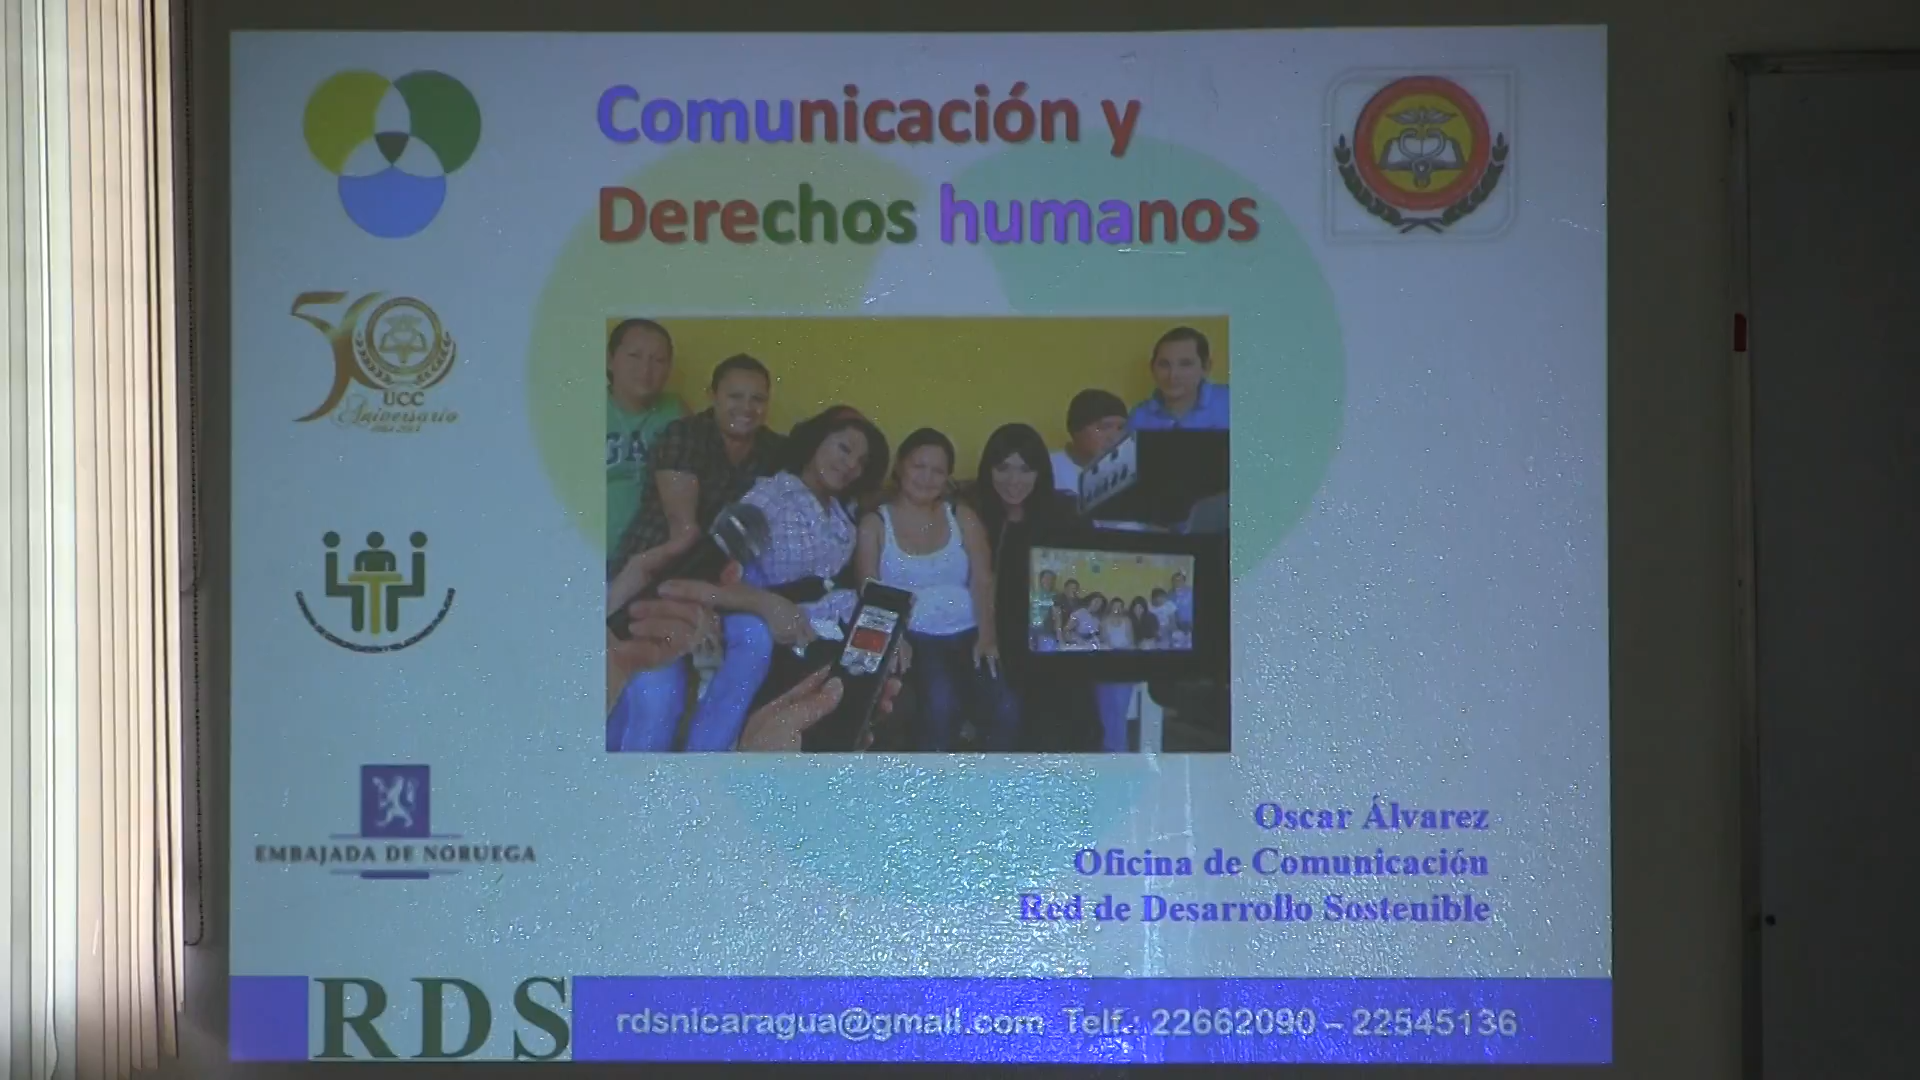 Comunicación y
Derechos humanos
50
UCC
Aniversario
EMBAJADA DE NORUEGA
Oscar Álvarez
Oficina de Comunicación
Red de Desarrollo Sostenible
RDS
rdsnicaragua@gmail.com Telf.: 22662090 – 22545136